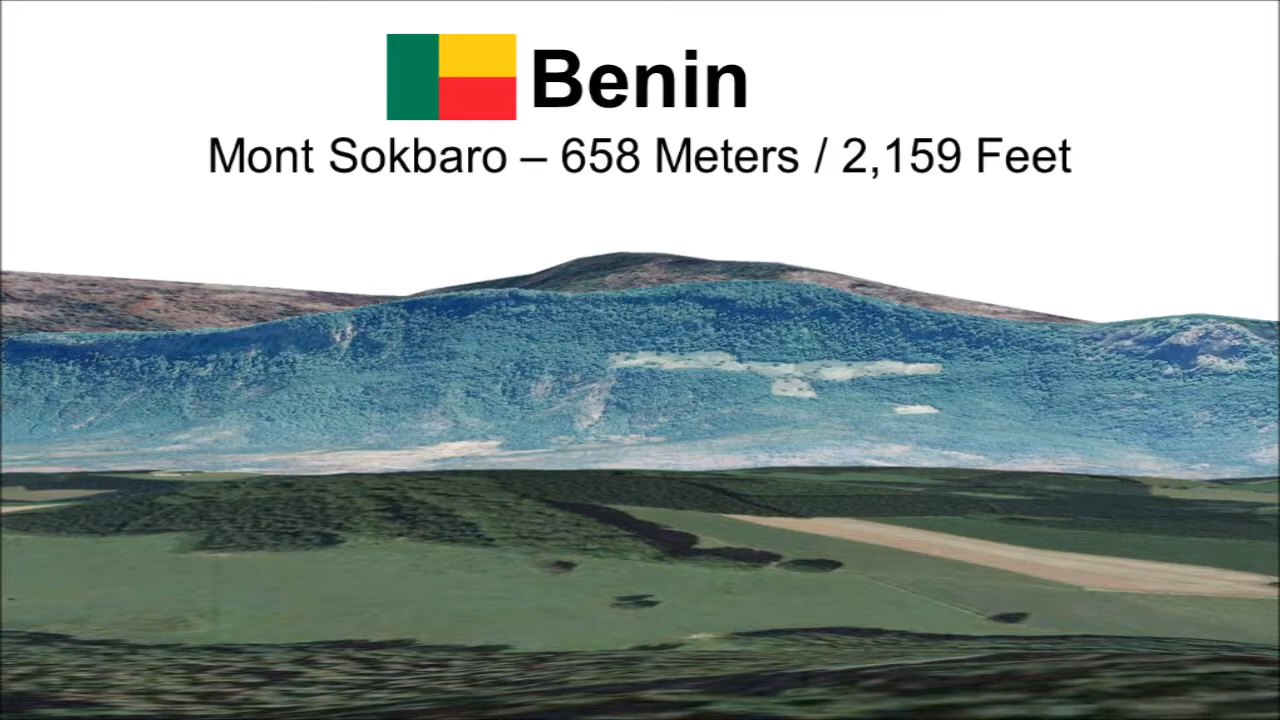 Benin
Mont Sokbaro – 658 Meters / 2,159 Feet